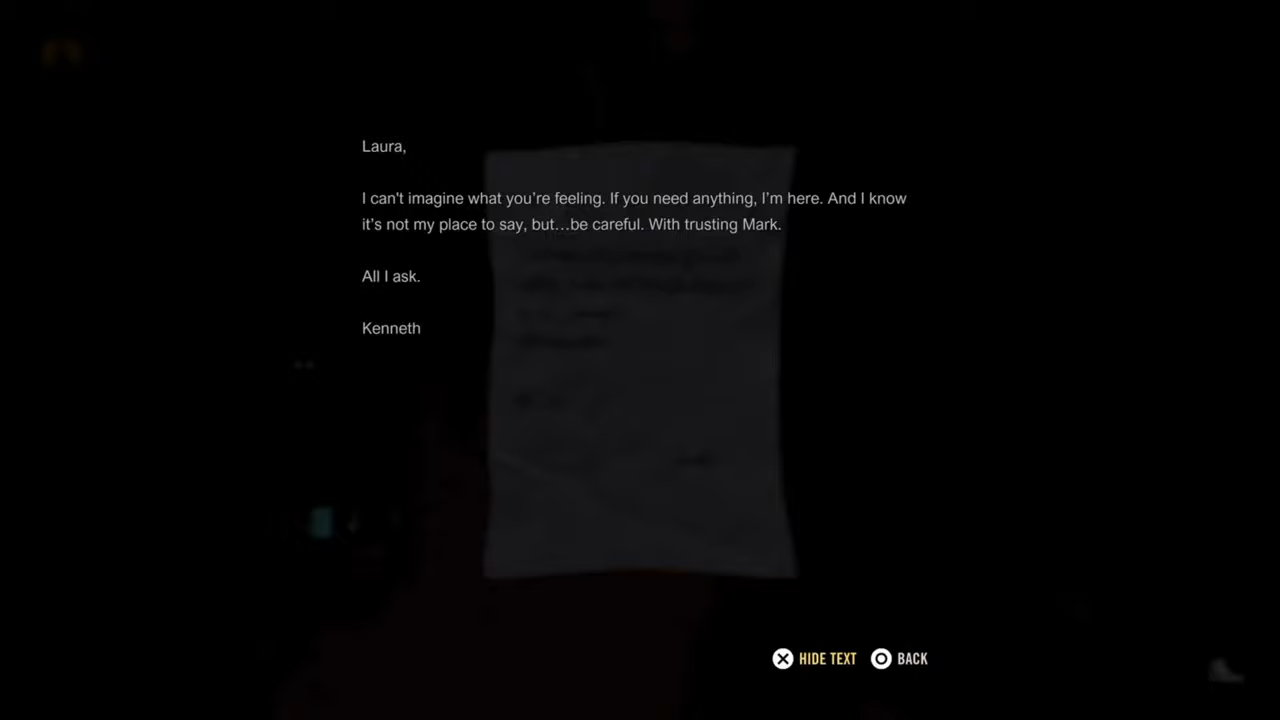 Laura,
I can't imagine what you're feeling. If you need anything, I'm here. And I know
it's not my place to say, but…be careful. With trusting Mark.
All I ask.
Kenneth
HIDE TEXT BACK